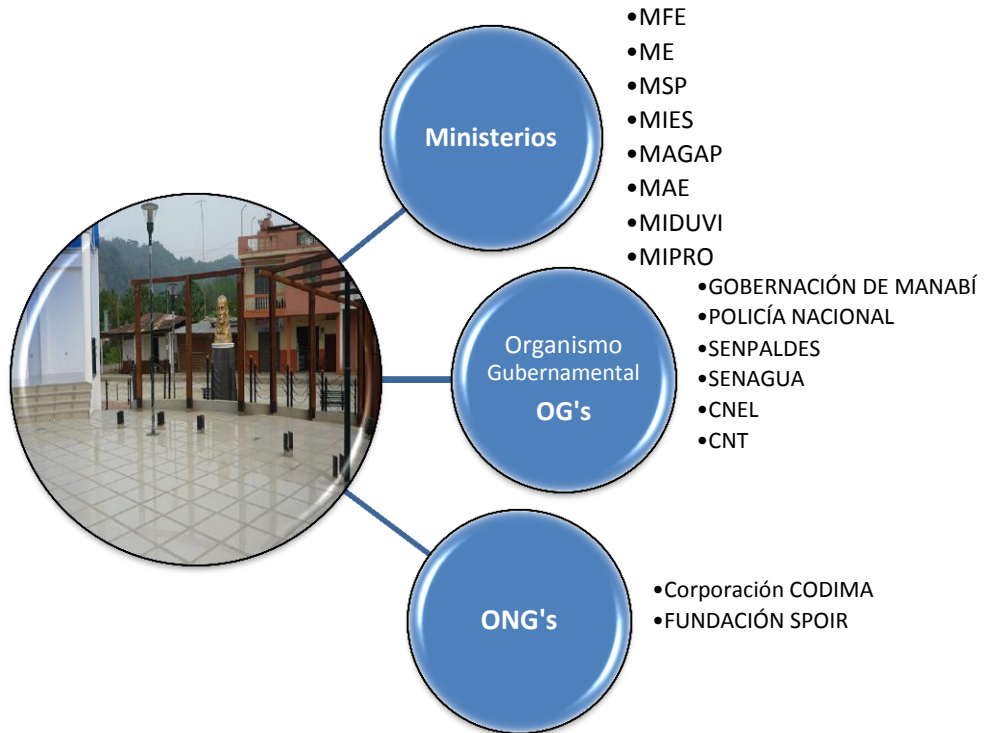 Ministerios
•MFE
•ME
•MSP
•MIES
•MAGAP
•MAE
•MIDUVI
•MIPRO
Organismo
Gubernamental
OG's
•GOBERNACIÓN DE MANABÍ
•POLICÍA NACIONAL
•SENPALDES
•SENAGUA
•CNEL
•CNT
ONG's
•Corporación CODIMA
•FUNDACIÓN SPOIR